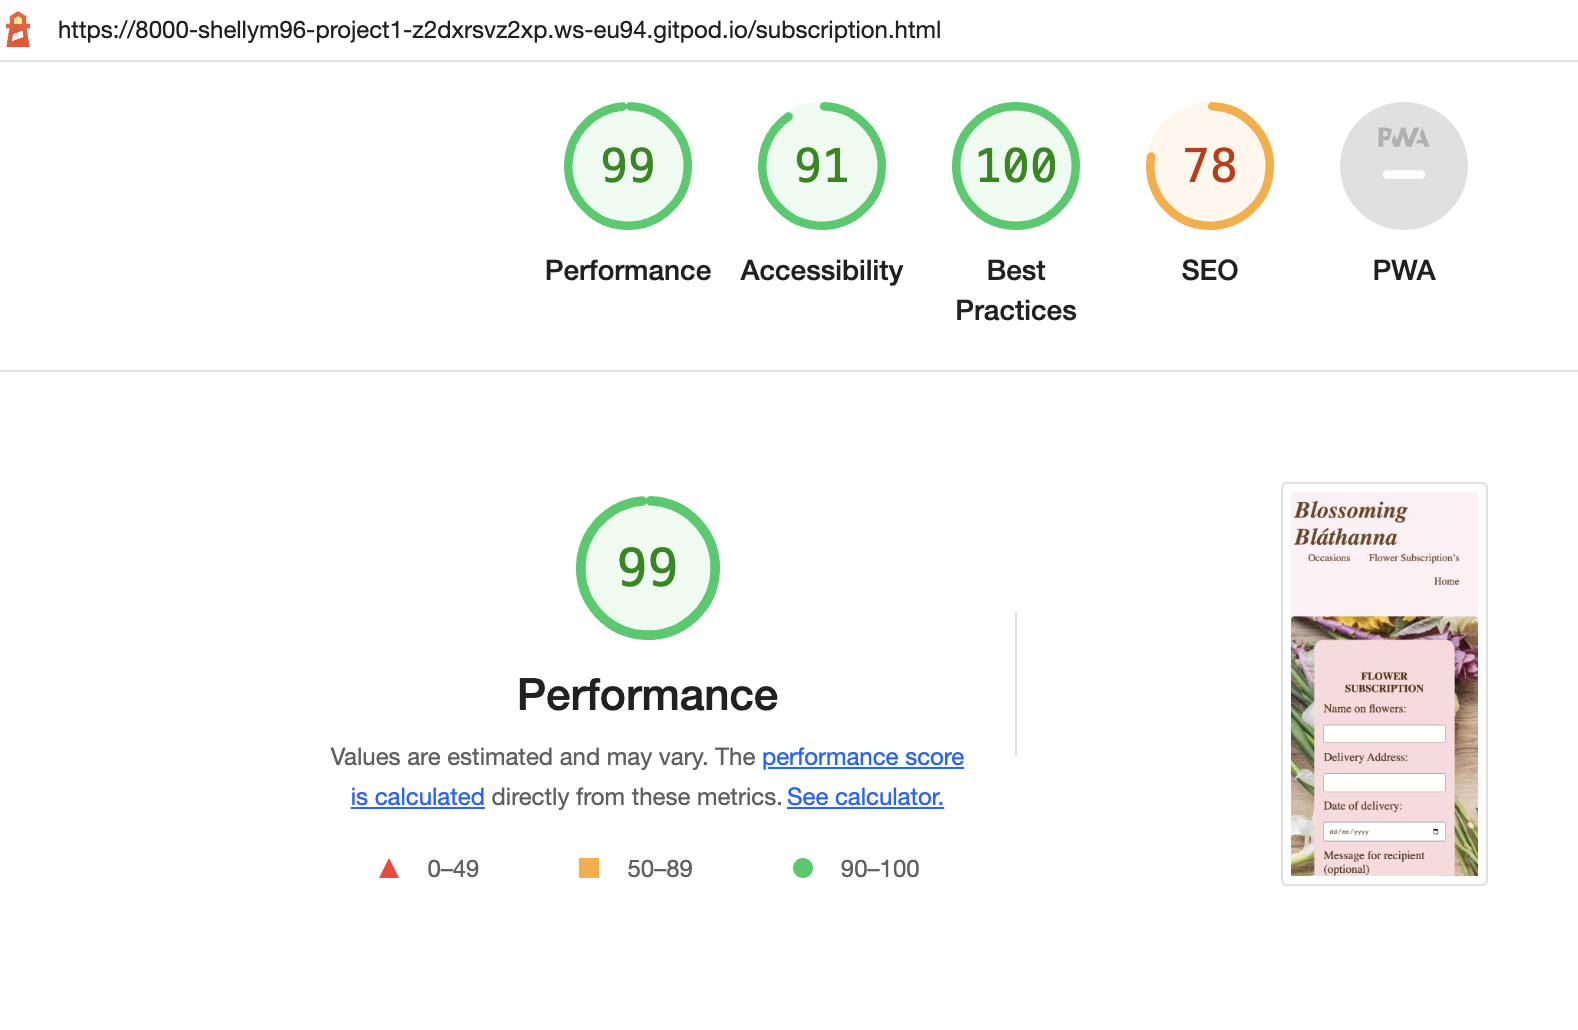 https://8000-shellym96-project1-z2dxrsvz2xp.ws-eu94.gitpod.io/subscription.html
99
91
100
78
PWA
Performance
Accessibility
Best
Practices
SEO
PWA
99
Performance
Values are estimated and may vary. The performance score
is calculated directly from these metrics. See calculator.
0–49
50–89
90–100
Blossoming
Bláthanna
Occasions Flower Subscription's
Home
FLOWER
SUBSCRIPTION
Name on flowers:
Delivery Address:
Date of delivery:
dd/mm/yyyy
Message for recipient
(optional)